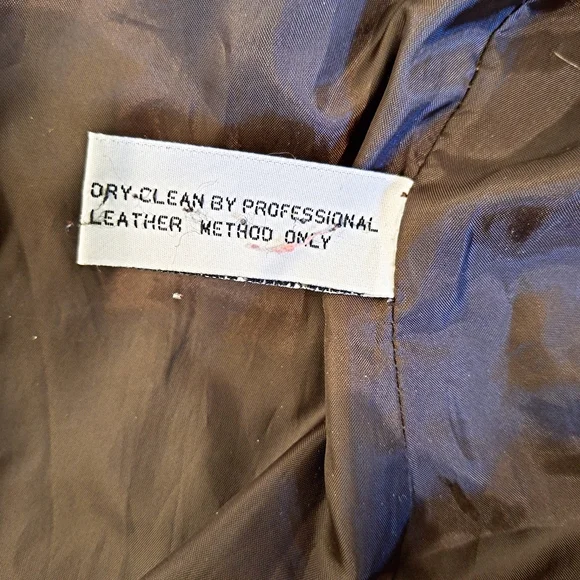 DRY-CLEAN BY PROFESSIONAL
LEATHER METHOD ONLY